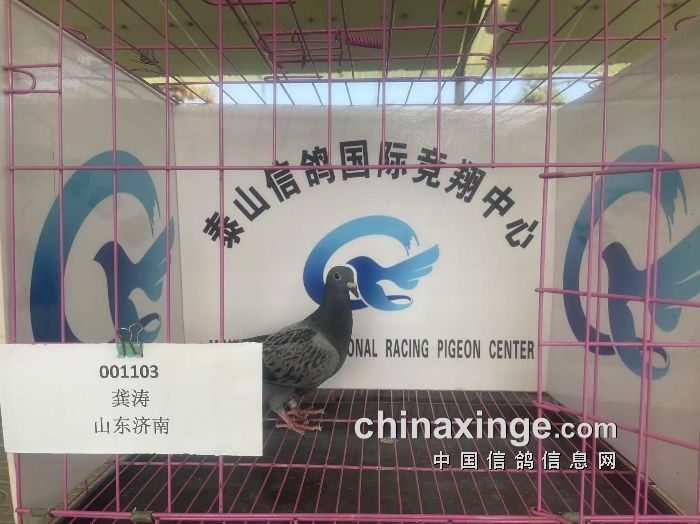 泰山信鸽国际竞翔中心
ONAL RACING PIGEON CENTER
001103
龚涛
山东济南
chinaxinge.com
中国信鸽信息网